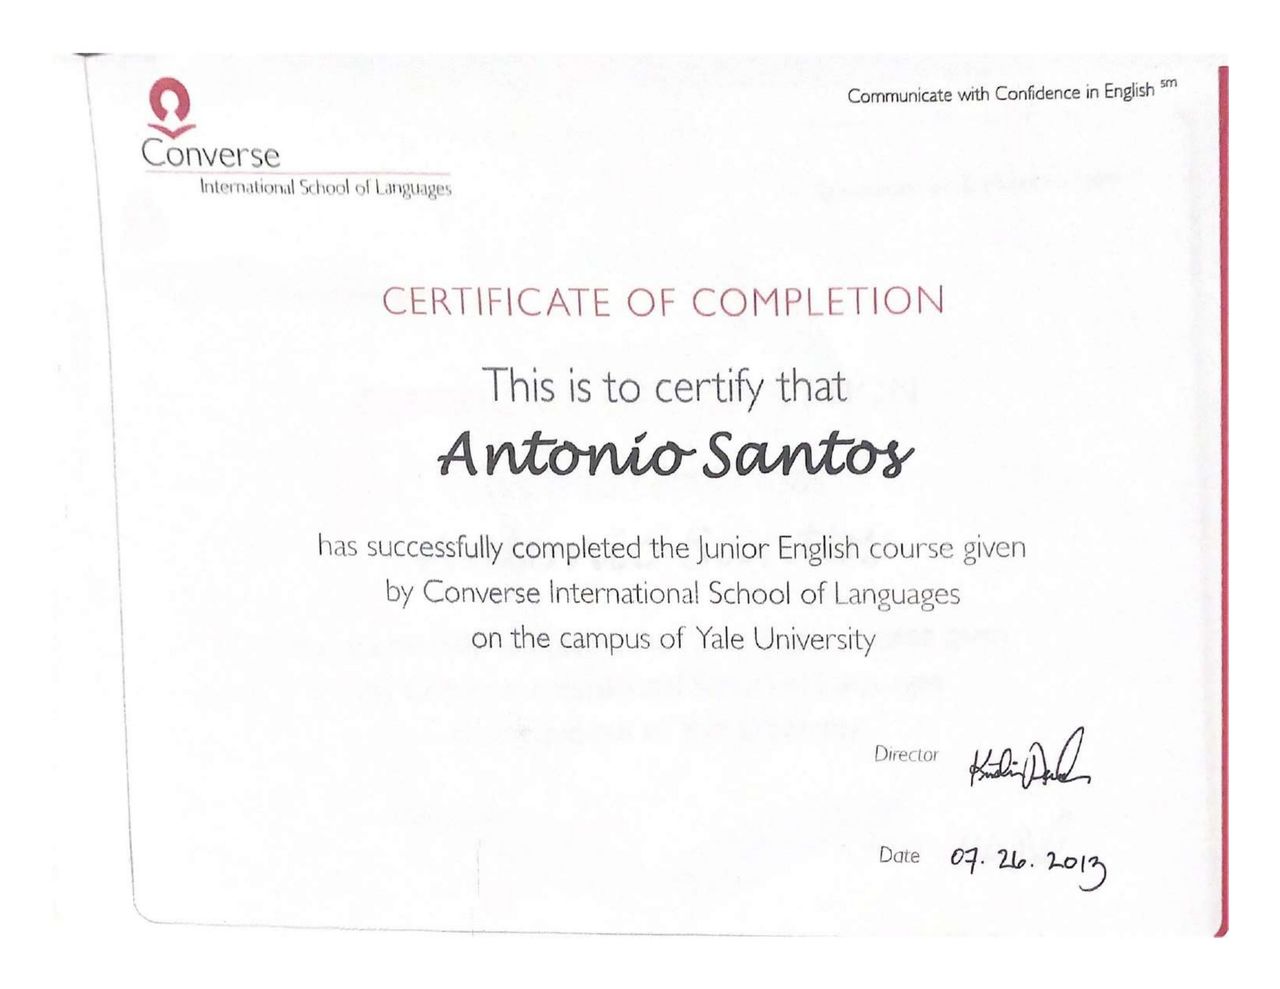 Communicate with Confidence in English sm
Converse
International School of Languages
CERTIFICATE OF COMPLETION
This is to certify that
Antonio Santos
has successfully completed the Junior English course given
by Converse International School of Languages
on the campus of Yale University
Director
Date 07. 26. 2013